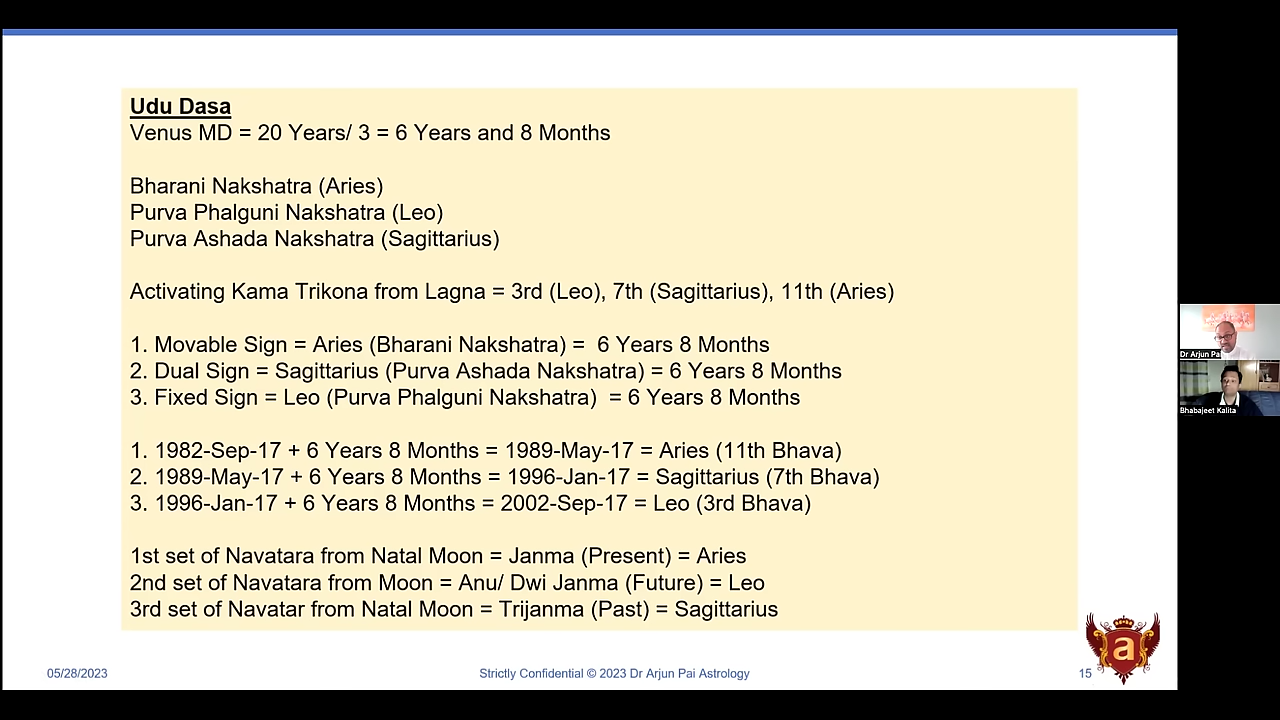 Udu Dasa
Venus MD = 20 Years/ 3 = 6 Years and 8 Months
Bharani Nakshatra (Aries)
Purva Phalguni Nakshatra (Leo)
Purva Ashada Nakshatra (Sagittarius)
Activating Kama Trikona from Lagna = 3rd (Leo), 7th (Sagittarius), 11th (Aries)
1. Movable Sign = Aries (Bharani Nakshatra) =  6 Years 8 Months
2. Dual Sign = Sagittarius (Purva Ashada Nakshatra) = 6 Years 8 Months
3. Fixed Sign = Leo (Purva Phalguni Nakshatra)  = 6 Years 8 Months
1. 1982-Sep-17 + 6 Years 8 Months = 1989-May-17 = Aries (11th Bhava)
2. 1989-May-17 + 6 Years 8 Months = 1996-Jan-17 = Sagittarius (7th Bhava)
3. 1996-Jan-17 + 6 Years 8 Months = 2002-Sep-17 = Leo (3rd Bhava)
1st set of Navatara from Natal Moon = Janma (Present) = Aries
2nd set of Navatara from Moon = Anu/ Dwi Janma (Future) = Leo
3rd set of Navatar from Natal Moon = Trijanma (Past) = Sagittarius
05/28/2023
Strictly Confidential © 2023 Dr Arjun Pai Astrology
15
a
Dr Arjun Pai
Bhabajeet Kalita